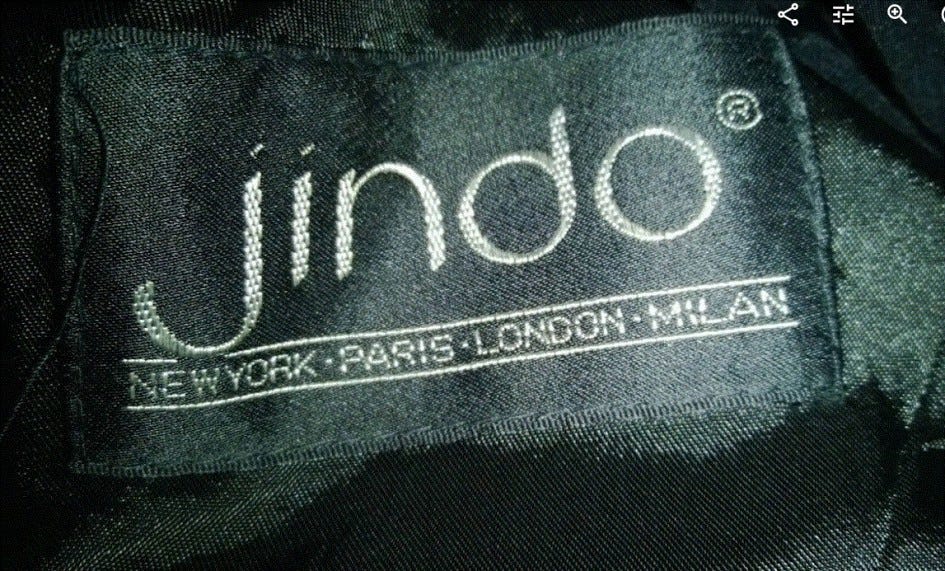 jindo®
NEW YORK · PARIS · LONDON · MILAN